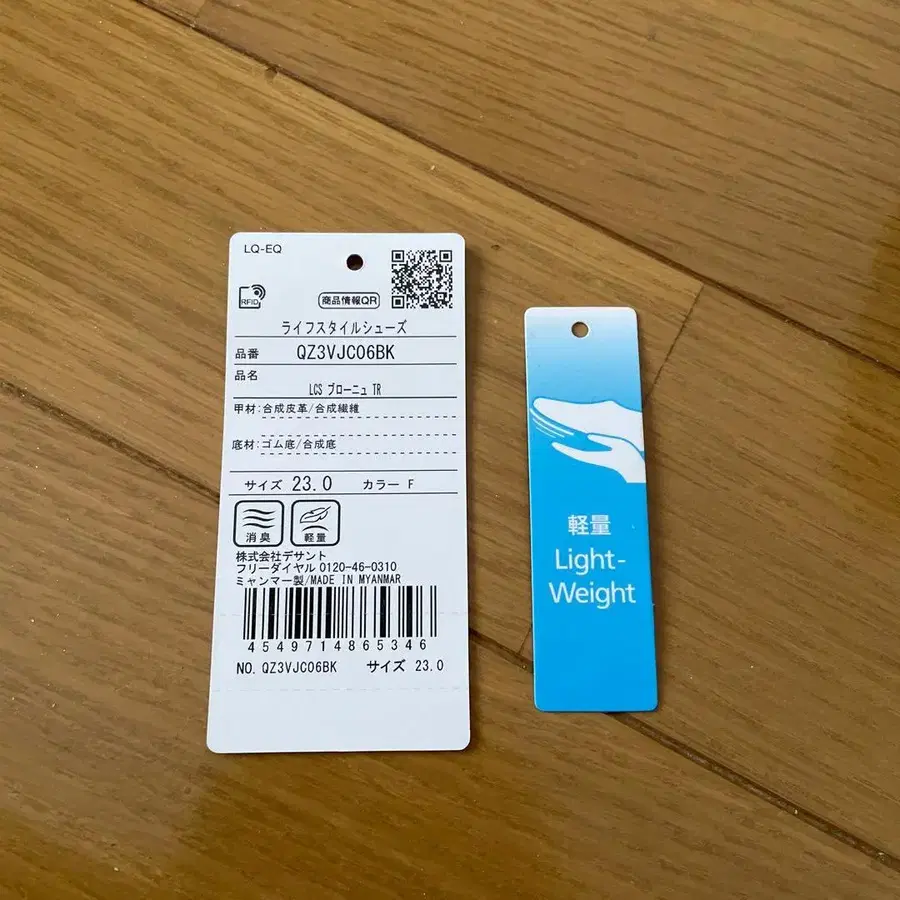 LQ-EQ
RFID
商品情報QR
ライフスタイルシューズ
品番 QZ3VJC06BK
品名
LCS ブローニュ TR
甲材:合成皮革/合成繊維
底材:ゴム底/合成底
サイズ 23.0 カラー F
消臭 軽量
株式会社デサント
フリーダイヤル 0120-46-0310
ミャンマー製/MADE IN MYANMAR
4549714865346
NO. QZ3VJC06BK サイズ 23.0
軽量
Light-
Weight